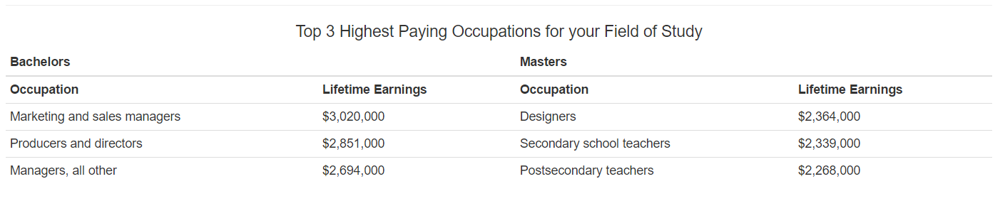 Top 3 Highest Paying Occupations for your Field of Study
Bachelors Masters
Occupation Lifetime Earnings Occupation Lifetime Earnings
Marketing and sales managers $3,020,000 Designers $2,364,000
Producers and directors $2,851,000 Secondary school teachers $2,339,000
Managers, all other $2,694,000 Postsecondary teachers $2,268,000